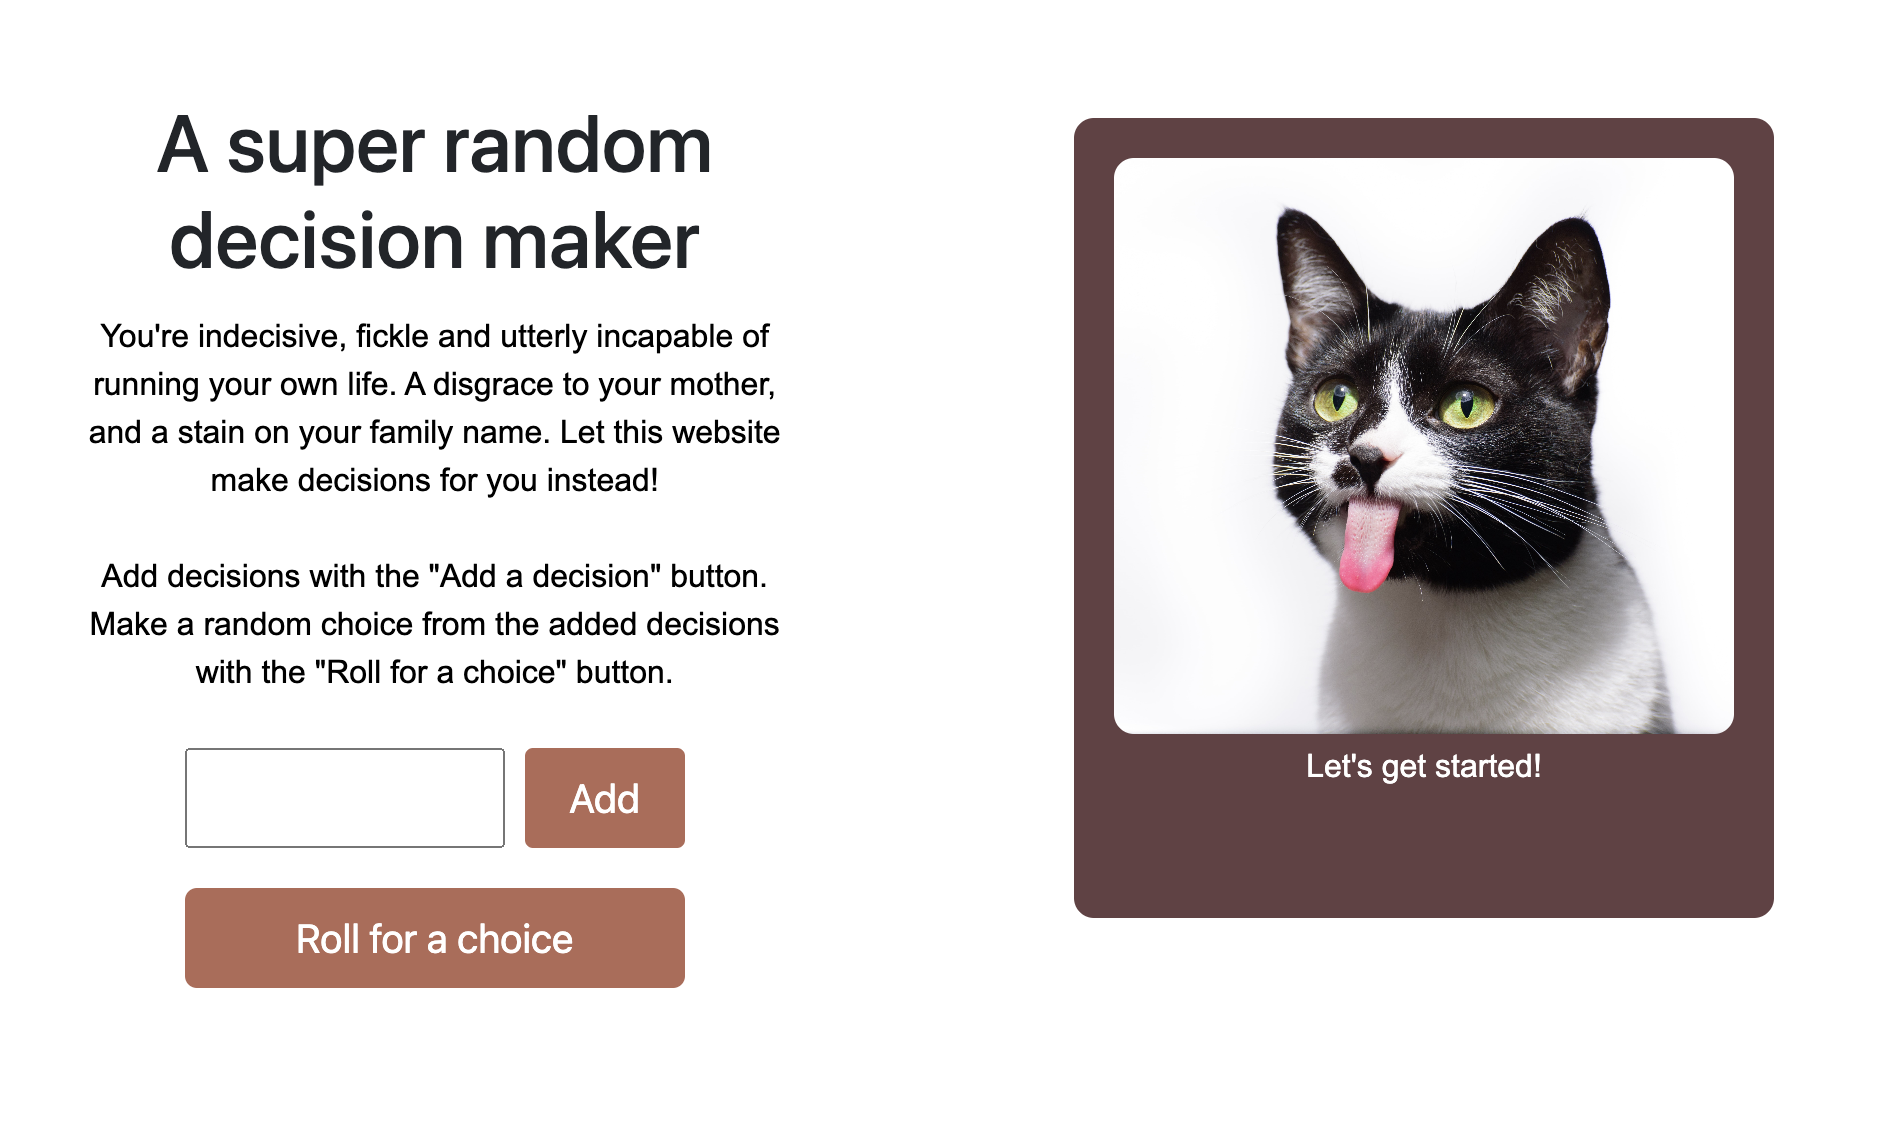 A super random
decision maker
You're indecisive, fickle and utterly incapable of
running your own life. A disgrace to your mother,
and a stain on your family name. Let this website
make decisions for you instead!
Add decisions with the "Add a decision" button.
Make a random choice from the added decisions
with the "Roll for a choice" button.
Add
Roll for a choice
Let's get started!